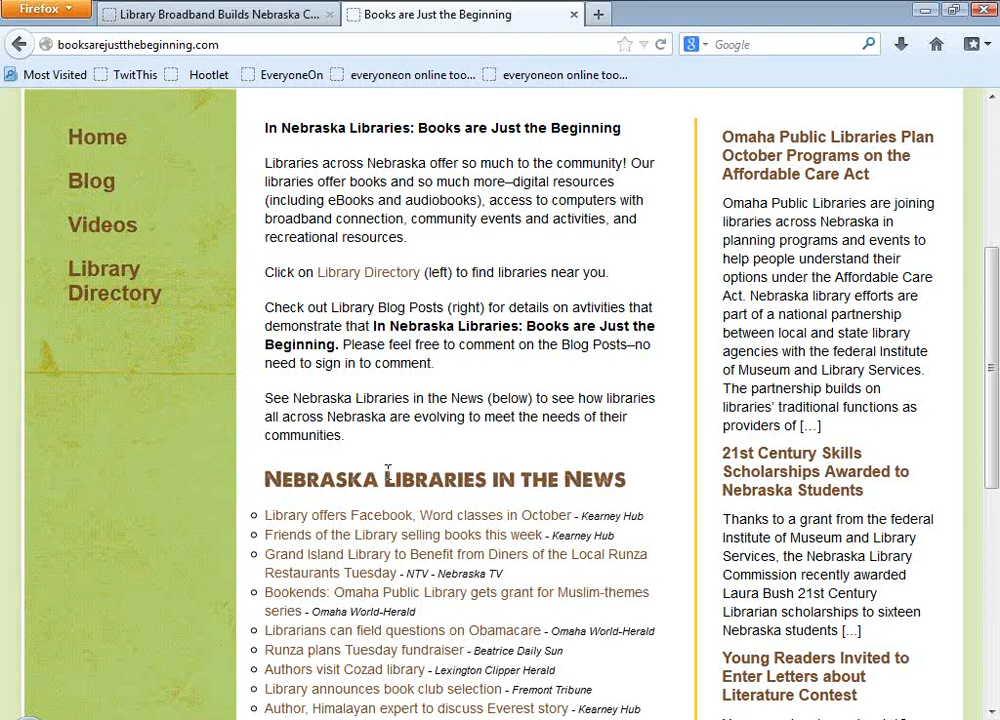 Firefox
Library Broadband Builds Nebraska C...
Books are Just the Beginning
booksarejustthebeginning.com
Google
Most Visited
TwitThis
Hootlet
EveryoneOn
everyoneon online too...
everyoneon online too...
Home
Blog
Videos
Library
Directory
In Nebraska Libraries: Books are Just the Beginning
Libraries across Nebraska offer so much to the community! Our
libraries offer books and so much more–digital resources
(including eBooks and audiobooks), access to computers with
broadband connection, community events and activities, and
recreational resources.
Click on Library Directory (left) to find libraries near you.
Check out Library Blog Posts (right) for details on avtivities that
demonstrate that In Nebraska Libraries: Books are Just the
Beginning. Please feel free to comment on the Blog Posts–no
need to sign in to comment.
See Nebraska Libraries in the News (below) to see how libraries
all across Nebraska are evolving to meet the needs of their
communities.
NEBRASKA LIBRARIES IN THE NEWS
Library offers Facebook, Word classes in October - Kearney Hub
Friends of the Library selling books this week - Kearney Hub
Grand Island Library to Benefit from Diners of the Local Runza
Restaurants Tuesday - NTV - Nebraska TV
Bookends: Omaha Public Library gets grant for Muslim-themes
series - Omaha World-Herald
Librarians can field questions on Obamacare - Omaha World-Herald
Runza plans Tuesday fundraiser - Beatrice Daily Sun
Authors visit Cozad library - Lexington Clipper Herald
Library announces book club selection - Fremont Tribune
Author, Himalayan expert to discuss Everest story - Kearney Hub
Omaha Public Libraries Plan
October Programs on the
Affordable Care Act
Omaha Public Libraries are joining
libraries across Nebraska in
planning programs and events to
help people understand their
options under the Affordable Care
Act. Nebraska library efforts are
part of a national partnership
between local and state library
agencies with the federal Institute
of Museum and Library Services.
The partnership builds on
libraries’ traditional functions as
providers of […]
21st Century Skills
Scholarships Awarded to
Nebraska Students
Thanks to a grant from the federal
Institute of Museum and Library
Services, the Nebraska Library
Commission recently awarded
Laura Bush 21st Century
Librarian scholarships to sixteen
Nebraska students […]
Young Readers Invited to
Enter Letters about
Literature Contest